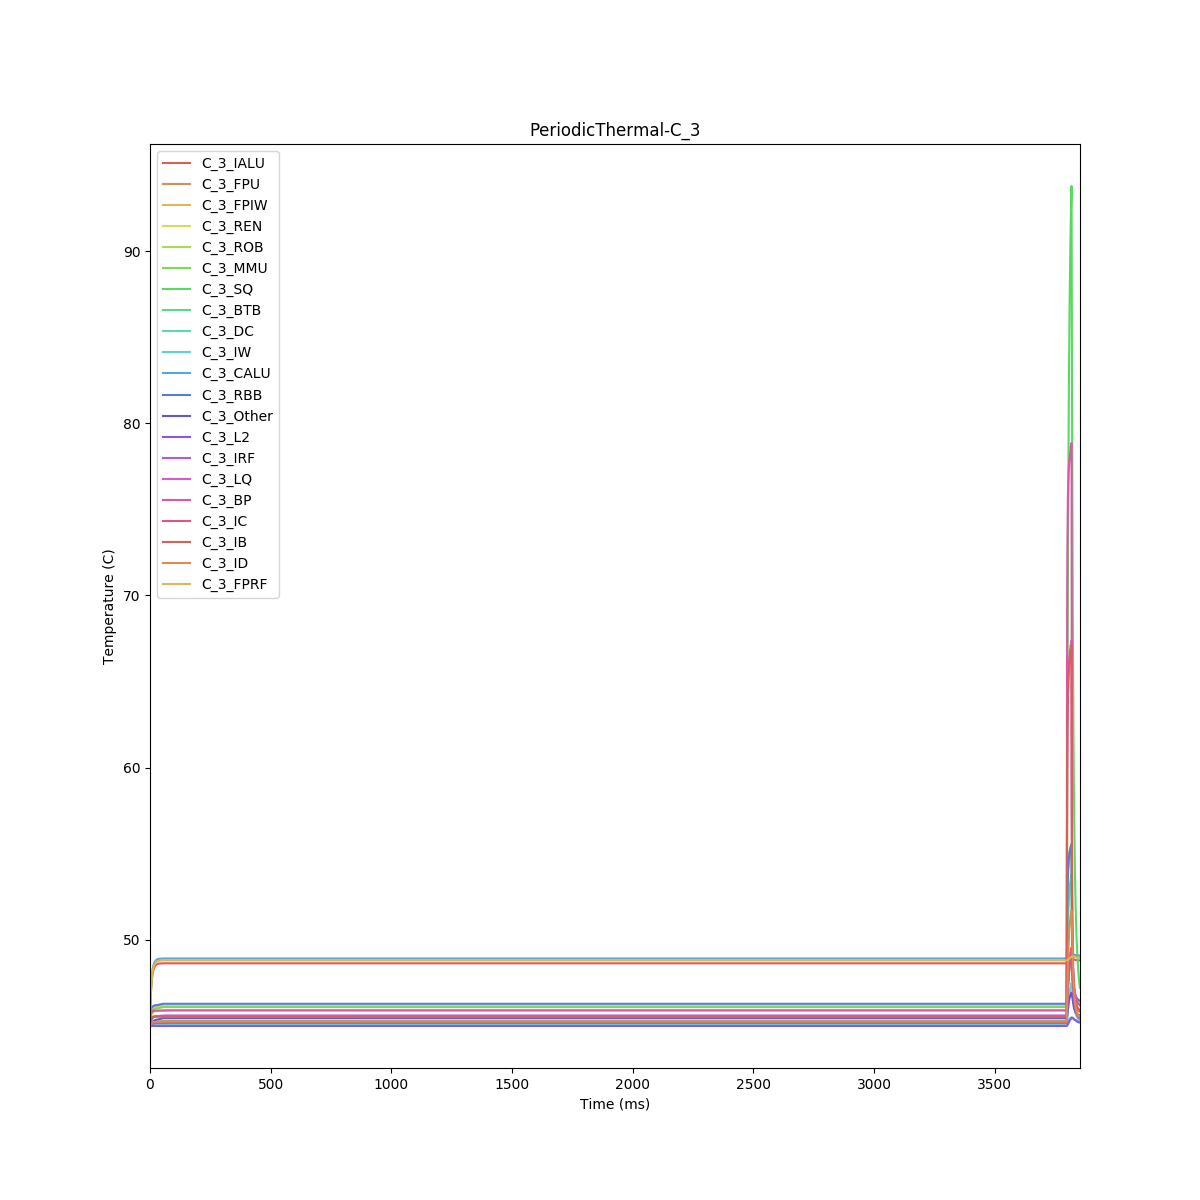 PeriodicThermal-C_3
C_3_IALU
C_3_FPU
C_3_FPIW
C_3_REN
C_3_ROB
C_3_MMU
C_3_SQ
C_3_BTB
C_3_DC
C_3_IW
C_3_CALU
C_3_RBB
C_3_Other
C_3_L2
C_3_IRF
C_3_LQ
C_3_BP
C_3_IC
C_3_IB
C_3_ID
C_3_FPRF
90
80
70
60
50
Temperature (C)
0 500 1000 1500 2000 2500 3000 3500
Time (ms)